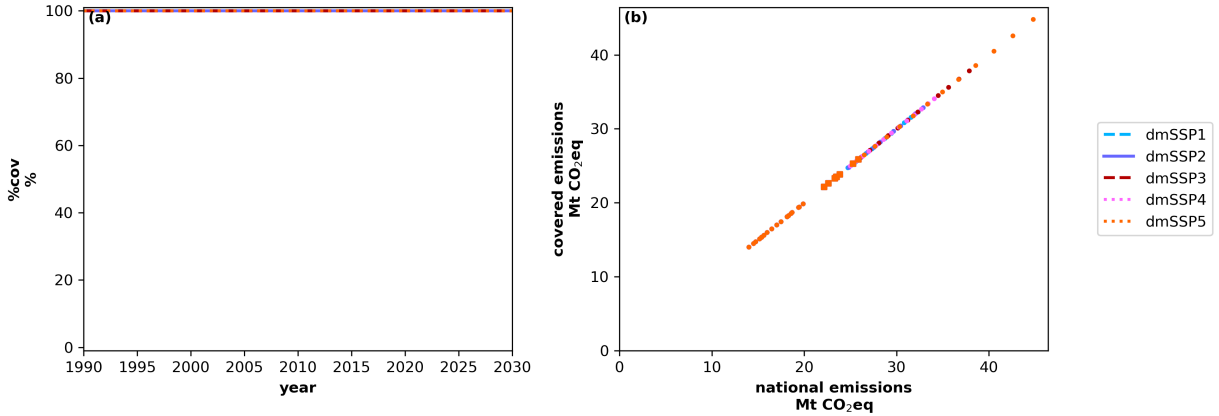 (a)
100
80
60
40
20
0
%cov
%
1990 1995 2000 2005 2010 2015 2020 2025 2030
year
(b)
40
30
20
10
0
covered emissions
Mt CO₂eq
0 10 20 30 40
national emissions
Mt CO₂eq
dmSSP1
dmSSP2
dmSSP3
dmSSP4
dmSSP5